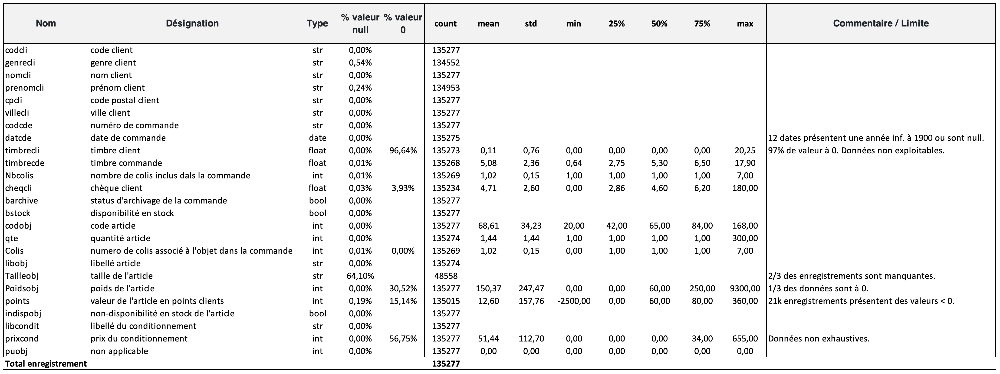 Nom Désignation Type % valeur null % valeur 0 count mean std min 25% 50% 75% max Commentaire / Limite
codcli code client str 0,00% 135277
genrecli genre client str 0,54% 134552
nomcli nom client str 0,00% 135277
prenomcli prénom client str 0,24% 134953
cpcli code postal client str 0,00% 135277
villecli ville client str 0,00% 135277
codcde numéro de commande str 0,00% 135277
datcde date de commande date 0,00% 135275 12 dates présentent une année inf. à 1900 ou sont null.
timbrecli timbre client float 0,00% 96,64% 135273 0,11 0,76 0,00 0,00 0,00 0,00 20,25 97% de valeur à 0. Données non exploitables.
timbrecde timbre commande float 0,01% 135268 5,08 2,36 0,64 2,75 5,30 6,50 17,90
Nbcolis nombre de colis inclus dals la commande int 0,01% 135269 1,02 0,15 1,00 1,00 1,00 1,00 7,00
cheqcli chèque client float 0,03% 3,93% 135234 4,71 2,60 0,00 2,86 4,60 6,20 180,00
barchive status d'archivage de la commande bool 0,00% 135277
bstock disponibilité en stock bool 0,00% 135277
codobj code article int 0,00% 135277 68,61 34,23 20,00 42,00 65,00 84,00 168,00
qte quantité article int 0,00% 135274 1,44 1,44 1,00 1,00 1,00 1,00 300,00
Colis numero de colis associé à l'objet dans la commande int 0,01% 0,00% 135269 1,02 0,15 0,00 1,00 1,00 1,00 7,00
libobj libellé article str 0,00% 135274
Tailleobj taille de l'article str 64,10% 48558 2/3 des enregistrements sont manquantes.
Poidsobj poids de l'article int 0,00% 30,52% 135277 150,37 247,47 0,00 0,00 60,00 250,00 9300,00 1/3 des données sont à 0.
points valeur de l'article en points clients int 0,19% 15,14% 135015 12,60 157,76 -2500,00 0,00 60,00 80,00 360,00 21k enregistrements présentent des valeurs < 0.
indispobj non-disponibilité en stock de l'article bool 0,00% 135277
libcondit libellé du conditionnement str 0,00% 135277
prixcond prix du conditionnement int 0,00% 56,75% 135277 51,44 112,70 0,00 0,00 0,00 34,00 655,00 Données non exhaustives.
puobj non applicable int 0,00% 135277 0,00 0,00 0,00 0,00 0,00 0,00 0,00
Total enregistrement 135277